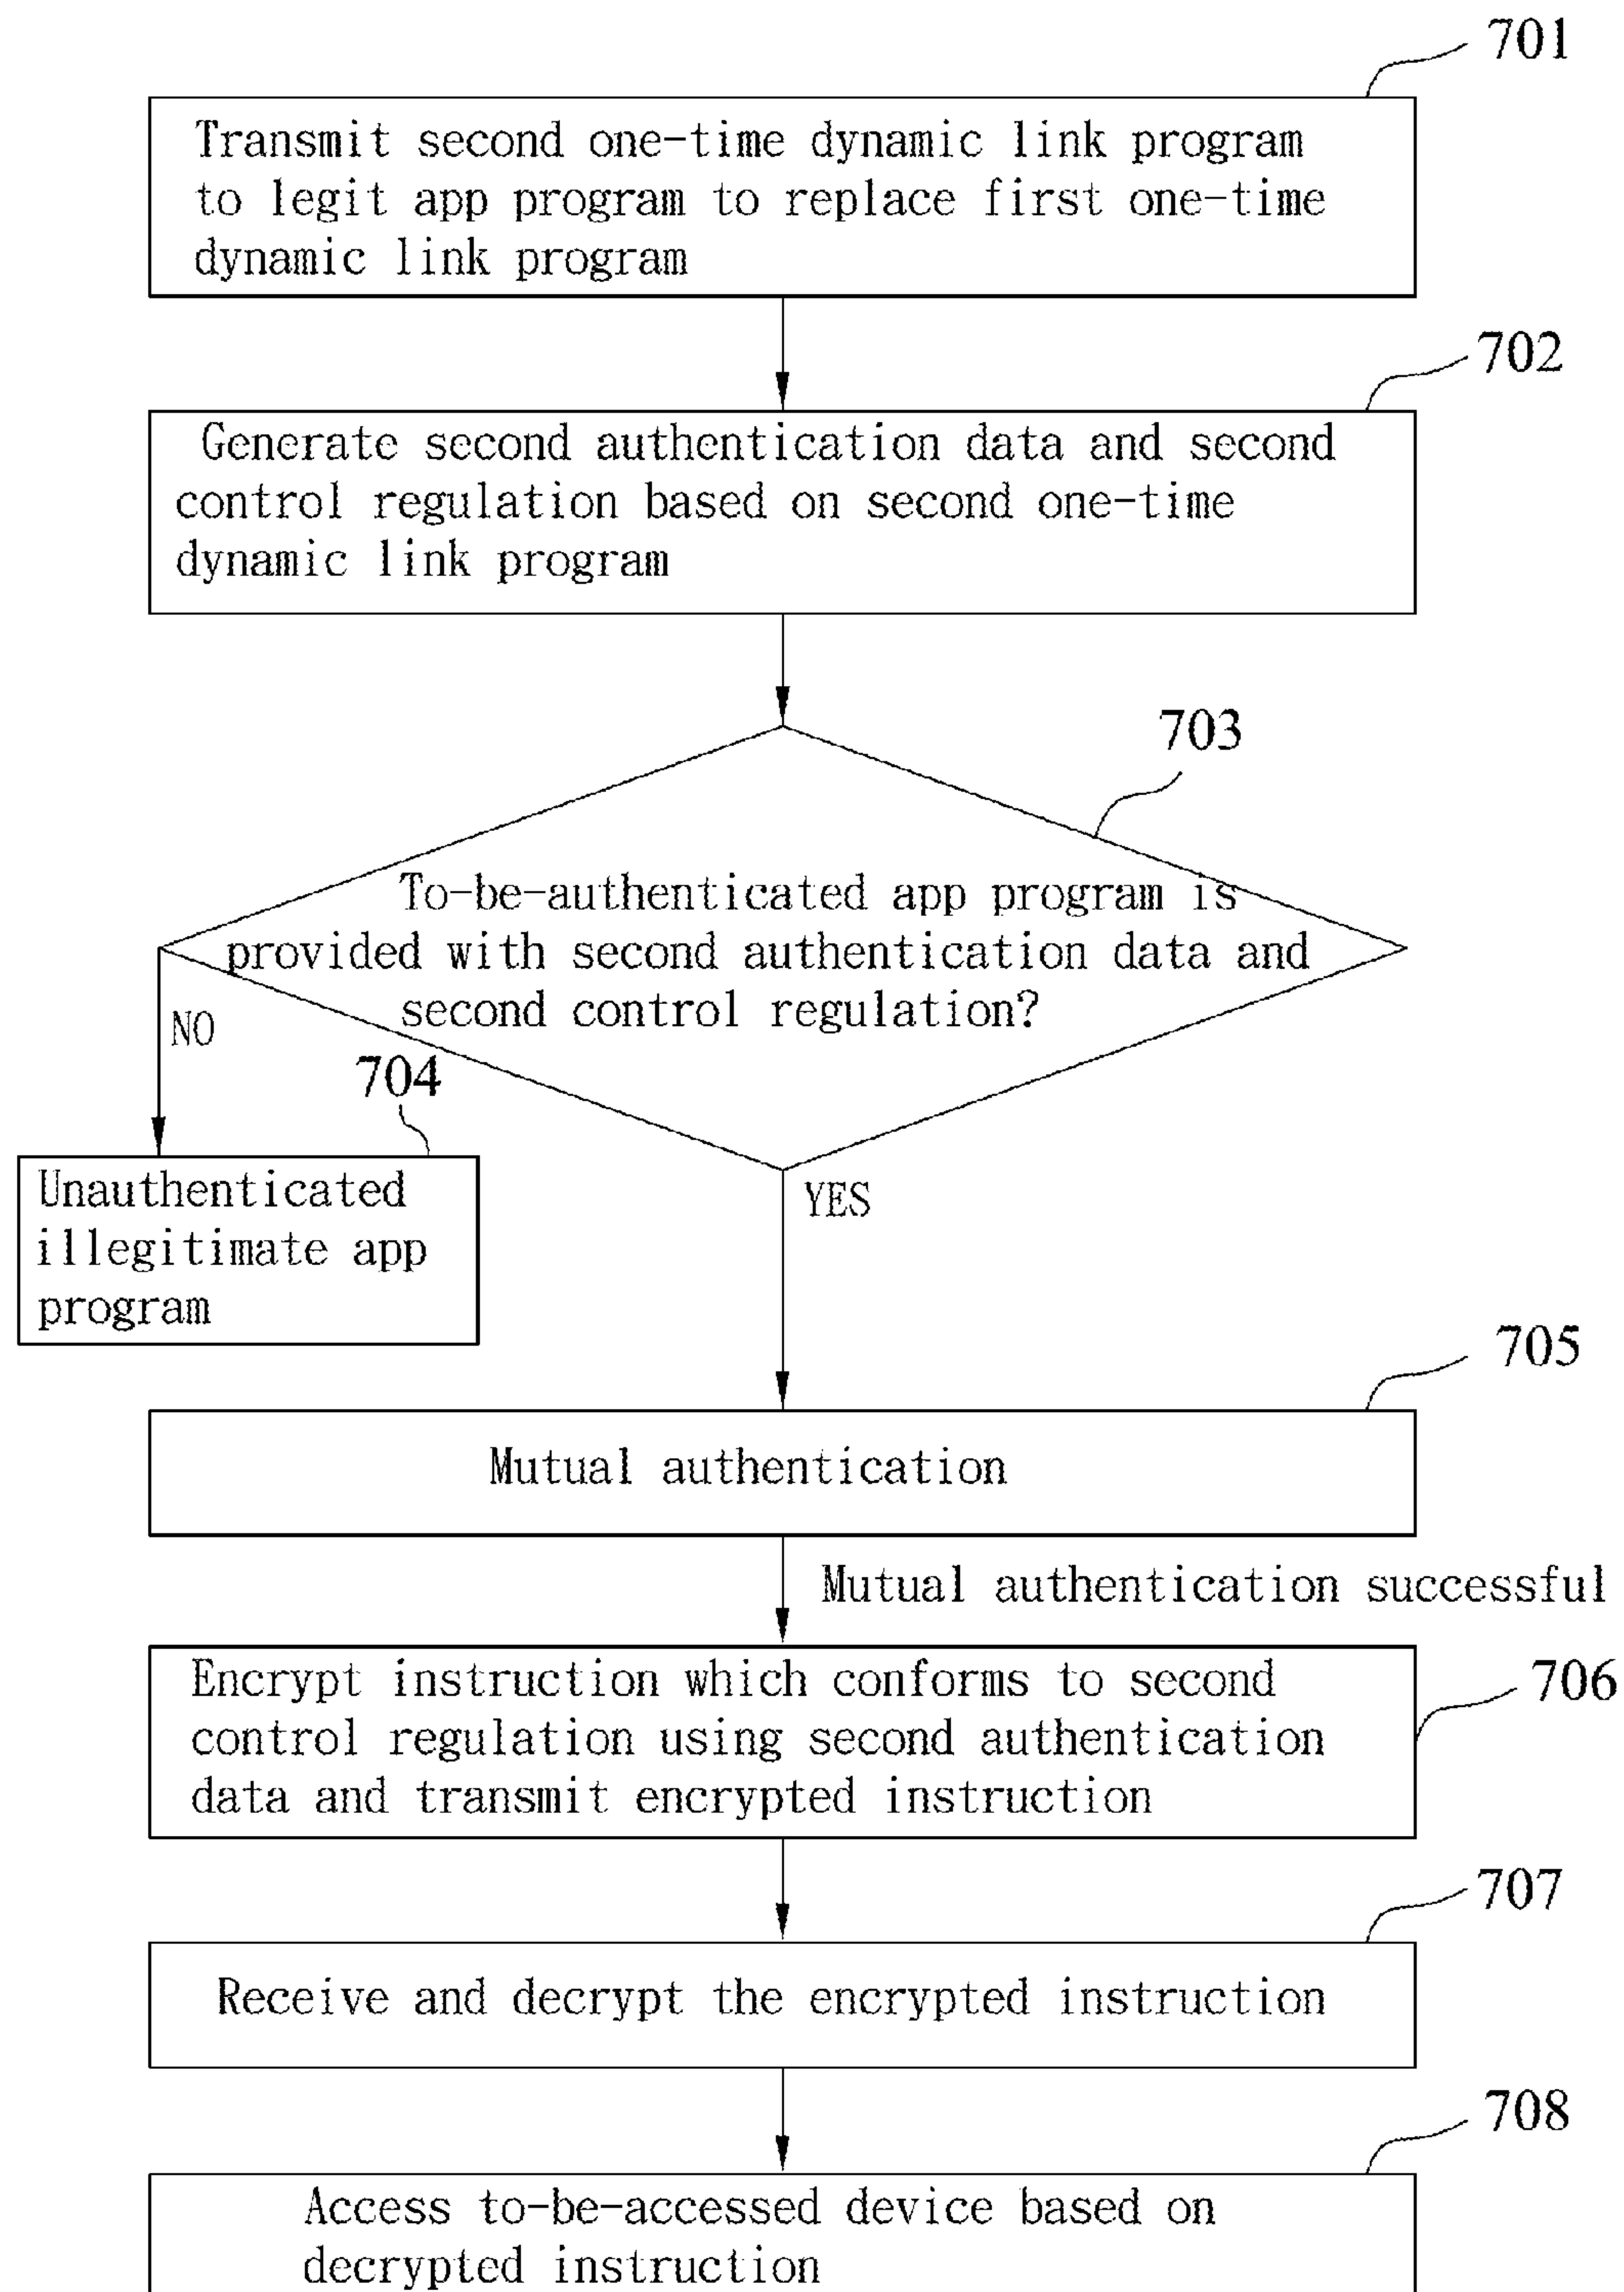 701
Transmit second one-time dynamic link program
to legit app program to replace first one-time
dynamic link program
702
Generate second authentication data and second
control regulation based on second one-time
dynamic link program
703
To-be-authenticated app program is
provided with second authentication data and
second control regulation?
NO
704
Unauthenticated
illegitimate app
program
YES
705
Mutual authentication
Mutual authentication successful
706
Encrypt instruction which conforms to second
control regulation using second authentication
data and transmit encrypted instruction
707
Receive and decrypt the encrypted instruction
708
Access to-be-accessed device based on
decrypted instruction